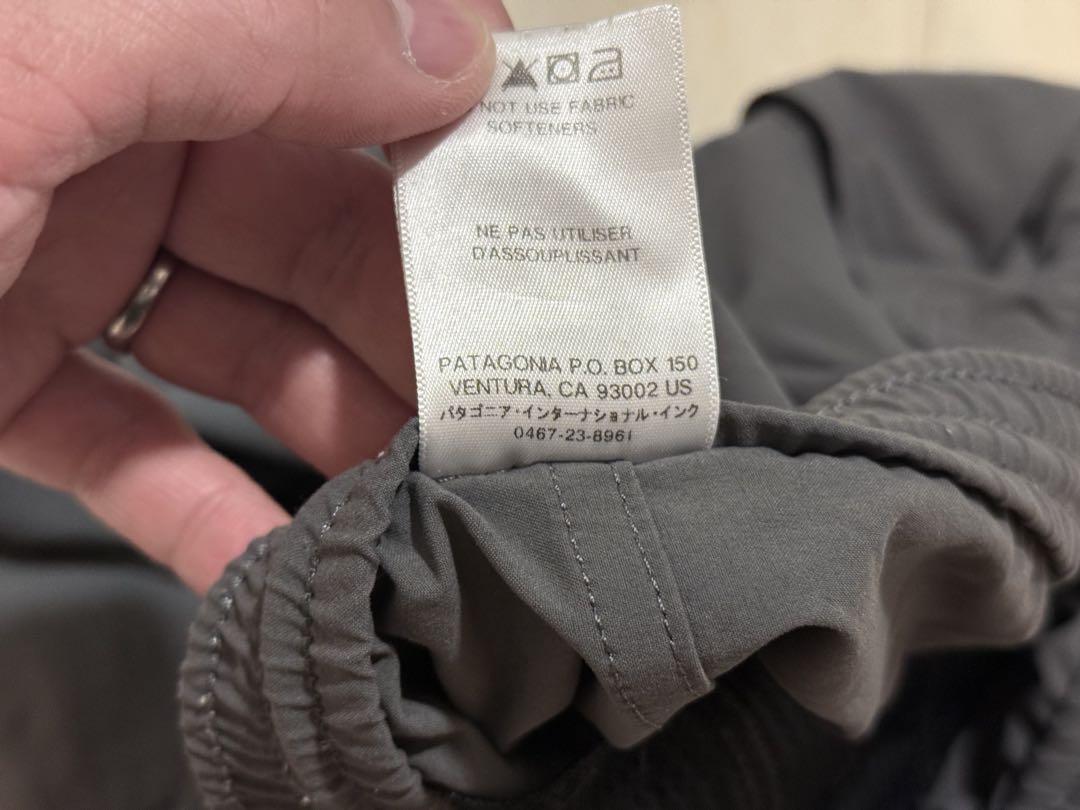 NOT USE FABRIC
SOFTENERS
NE PAS UTILISER
D'ASSOUPLISSANT
PATAGONIA P.O. BOX 150
VENTURA, CA 93002 US
パタゴニア・インターナショナル・インク
0467-23-8961